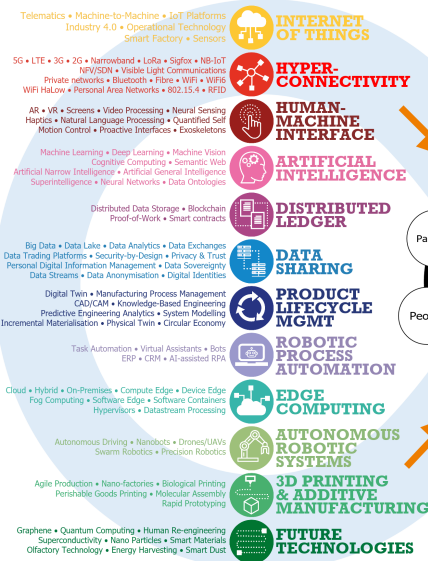 Telematics • Machine-to-Machine • IoT Platforms
Industry 4.0 • Operational Technology
Smart Factory • Sensors
INTERNET
OF THINGS
5G • LTE • 3G • 2G • Narrowband • LoRa • Sigfox • NB-IoT
NFV/SDN • Visible Light Communications
Private networks • Bluetooth • Fibre • WiFi • WiFi6
WiFi HaLow • Personal Area Networks • 802.15.4 • RFID
HYPER-
CONNECTIVITY
AR • VR • Screens • Video Processing • Neural Sensing
Haptics • Natural Language Processing • Quantified Self
Motion Control • Proactive Interfaces • Exoskeletons
HUMAN-
MACHINE
INTERFACE
Machine Learning • Deep Learning • Machine Vision
Cognitive Computing • Semantic Web
Artificial Narrow Intelligence • Artificial General Intelligence
Superintelligence • Neural Networks • Data Ontologies
ARTIFICIAL
INTELLIGENCE
Distributed Data Storage • Blockchain
Proof-of-Work • Smart contracts
DISTRIBUTED
LEDGER
Big Data • Data Lake • Data Analytics • Data Exchanges
Data Trading Platforms • Security-by-Design • Privacy & Trust
Personal Digital Information Management • Data Sovereignty
Data Streams • Data Anonymisation • Digital Identities
DATA
SHARING
Digital Twin • Manufacturing Process Management
CAD/CAM • Knowledge-Based Engineering
Predictive Engineering Analytics • System Modelling
Incremental Materialisation • Physical Twin • Circular Economy
PRODUCT
LIFECYCLE
MGMT
Task Automation • Virtual Assistants • Bots
ERP • CRM • AI-assisted RPA
ROBOTIC
PROCESS
AUTOMATION
Cloud • Hybrid • On-Premises • Compute Edge • Device Edge
Fog Computing • Software Edge • Software Containers
Hypervisors • Datastream Processing
EDGE
COMPUTING
Autonomous Driving • Nanobots • Drones/UAVs
Swarm Robotics • Precision Robotics
AUTONOMOUS
ROBOTIC
SYSTEMS
Agile Production • Nano-factories • Biological Printing
Perishable Goods Printing • Molecular Assembly
Rapid Prototyping
3D PRINTING
& ADDITIVE
MANUFACTURING
Graphene • Quantum Computing • Human Re-engineering
Superconductivity • Nano Particles • Smart Materials
Olfactory Technology • Energy Harvesting • Smart Dust
FUTURE
TECHNOLOGIES
Pa
Peo